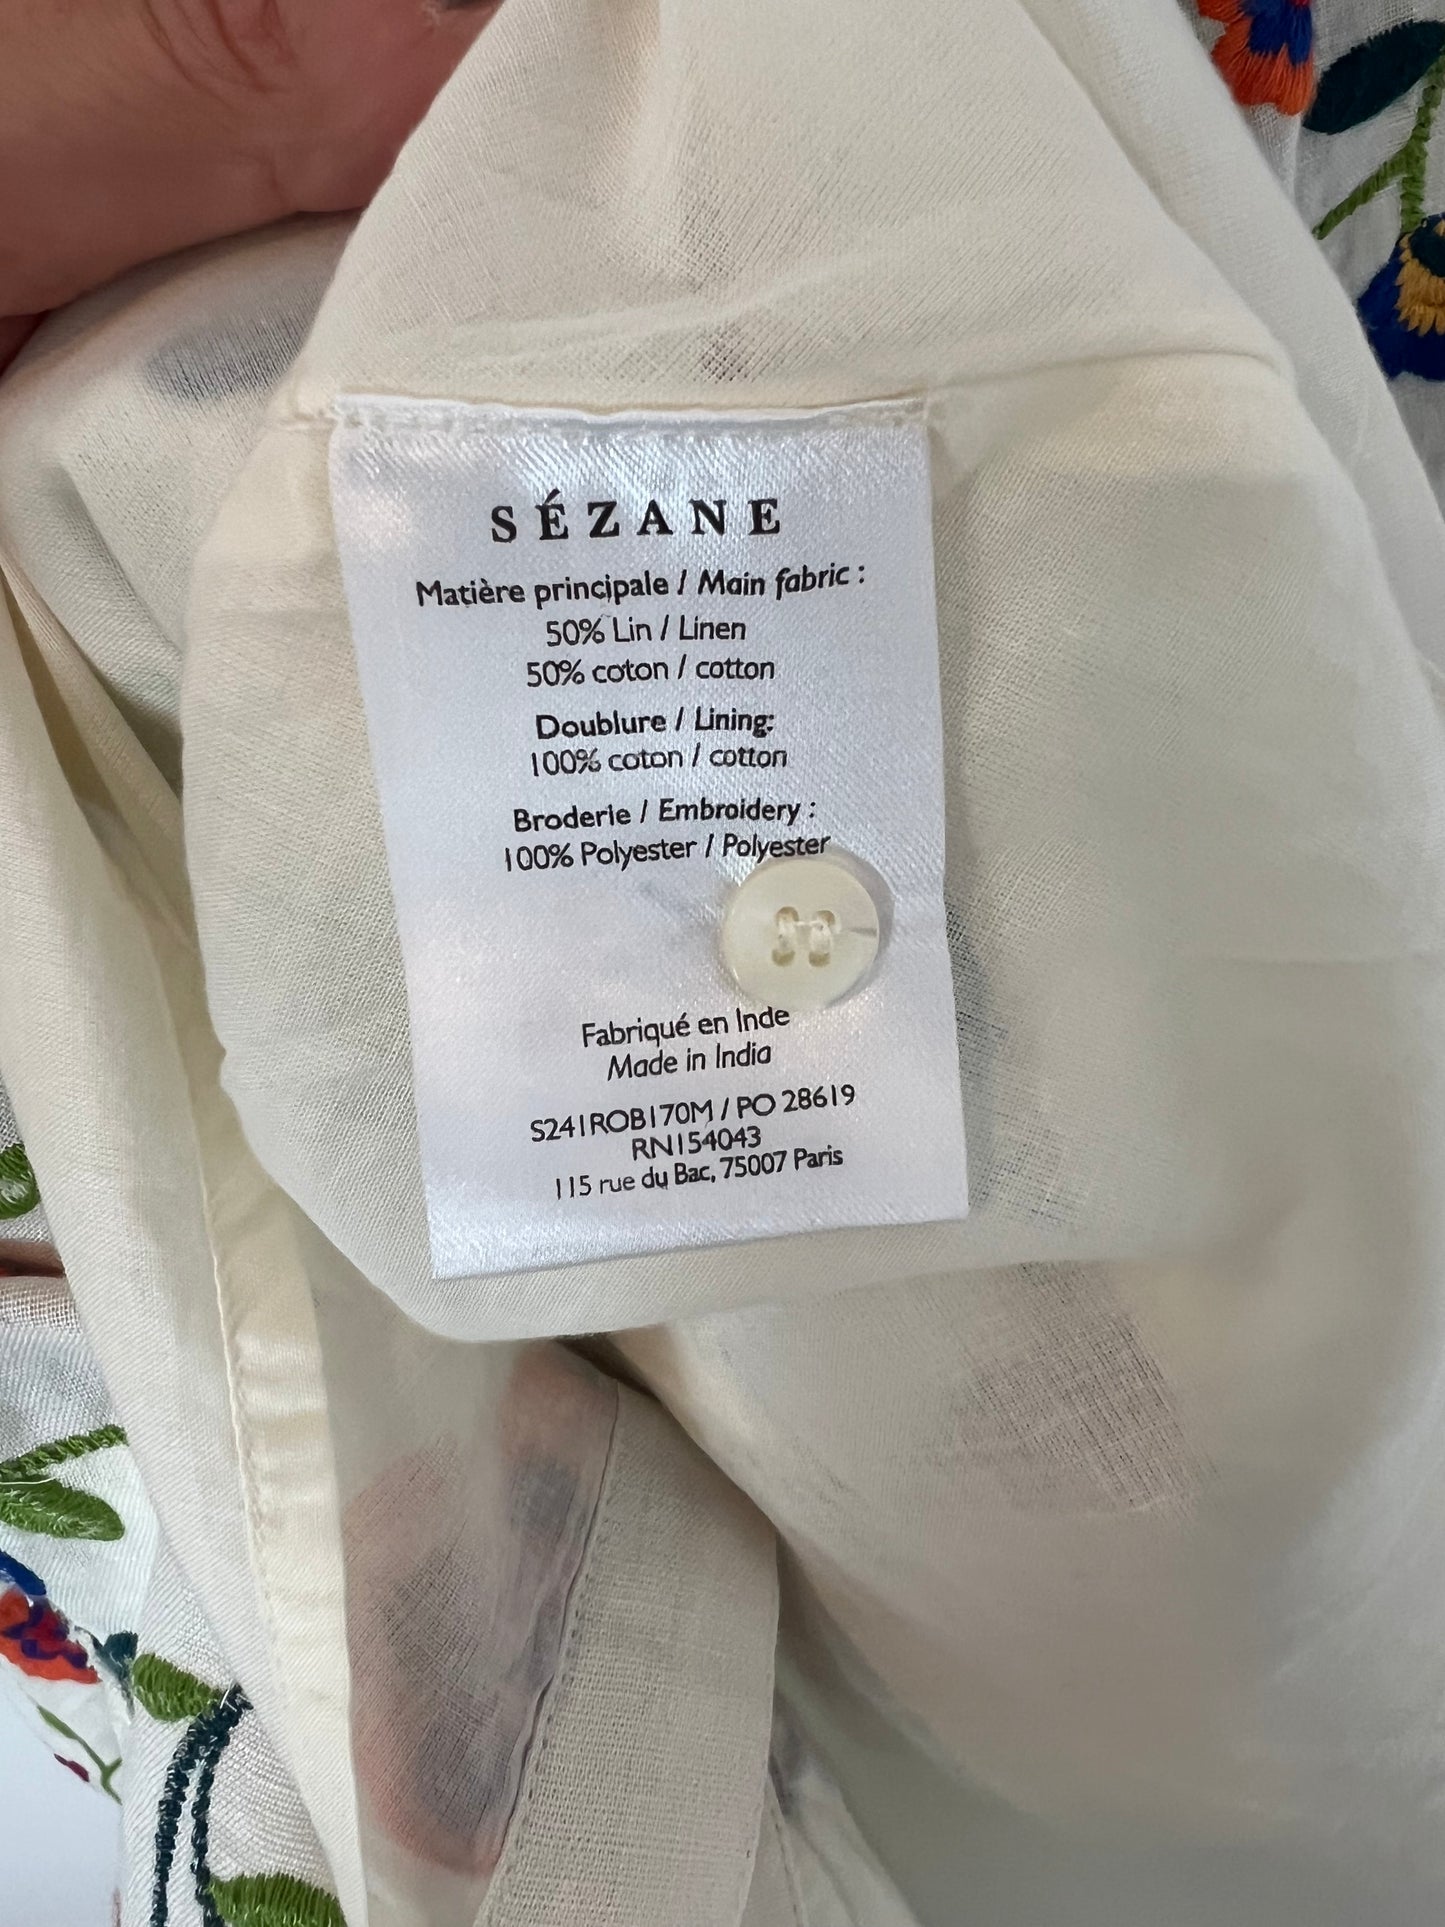 SÉZANE
Matière principale / Main fabric :
50% Lin / Linen
50% coton / cotton
Doublure / Lining:
100% coton / cotton
Broderie / Embroidery :
100% Polyester / Polyester
Fabriqué en Inde
Made in India
S241ROB170M / PO 28619
RN154043
115 rue du Bac, 75007 Paris